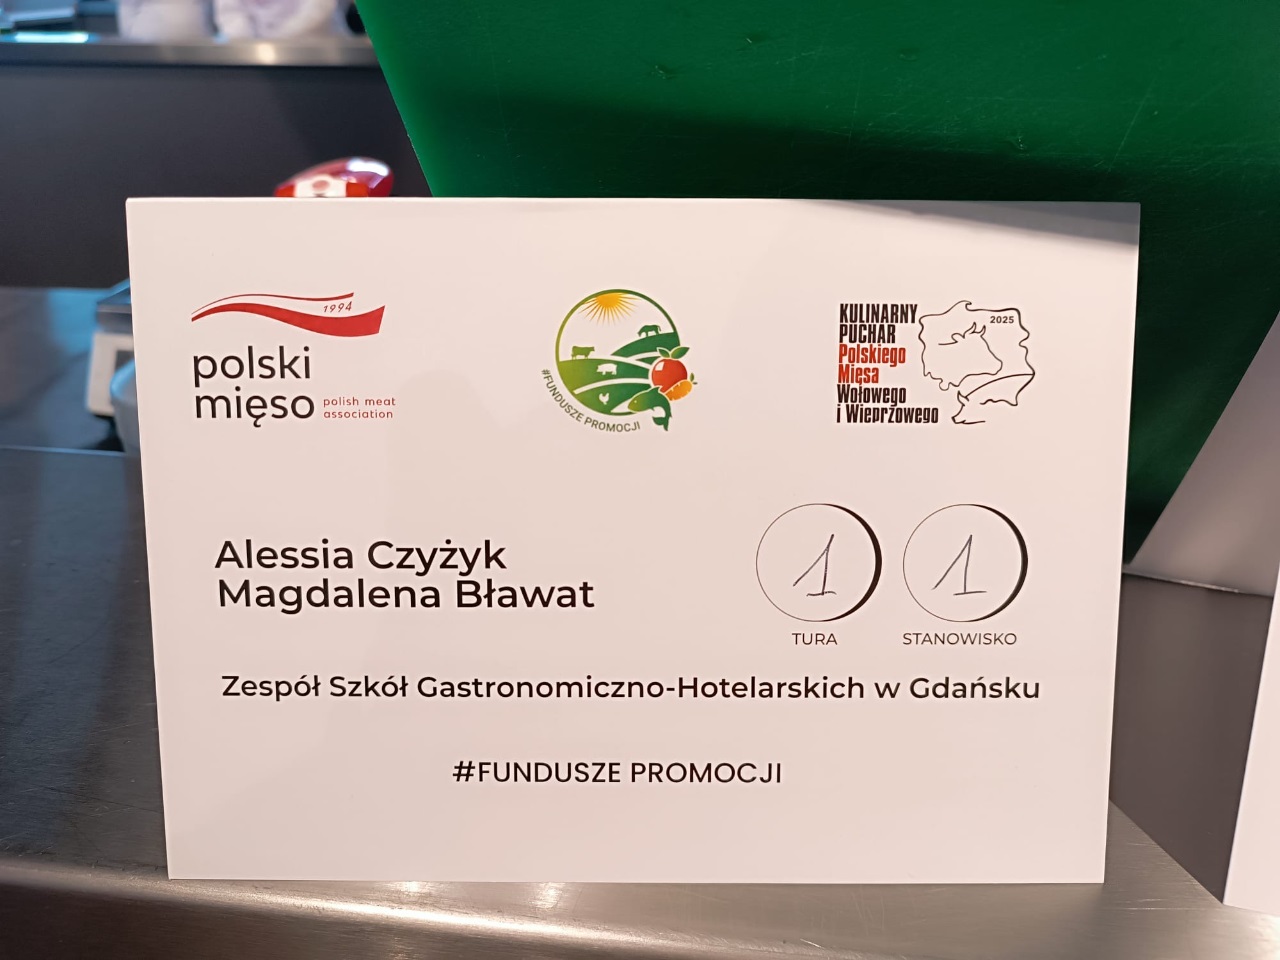 1994
polski
mięso
polish meat
association
#FUNDUSZE PROMOCJI
KULINARNY
PUCHAR
Polskiego
Mięsa
Wołowego
i Wieprzowego
2025
Alessia Czyżyk
Magdalena Bławat
1 1
TURA STANOWISKO
Zespół Szkół Gastronomiczno-Hotelarskich w Gdańsku
#FUNDUSZE PROMOCJI